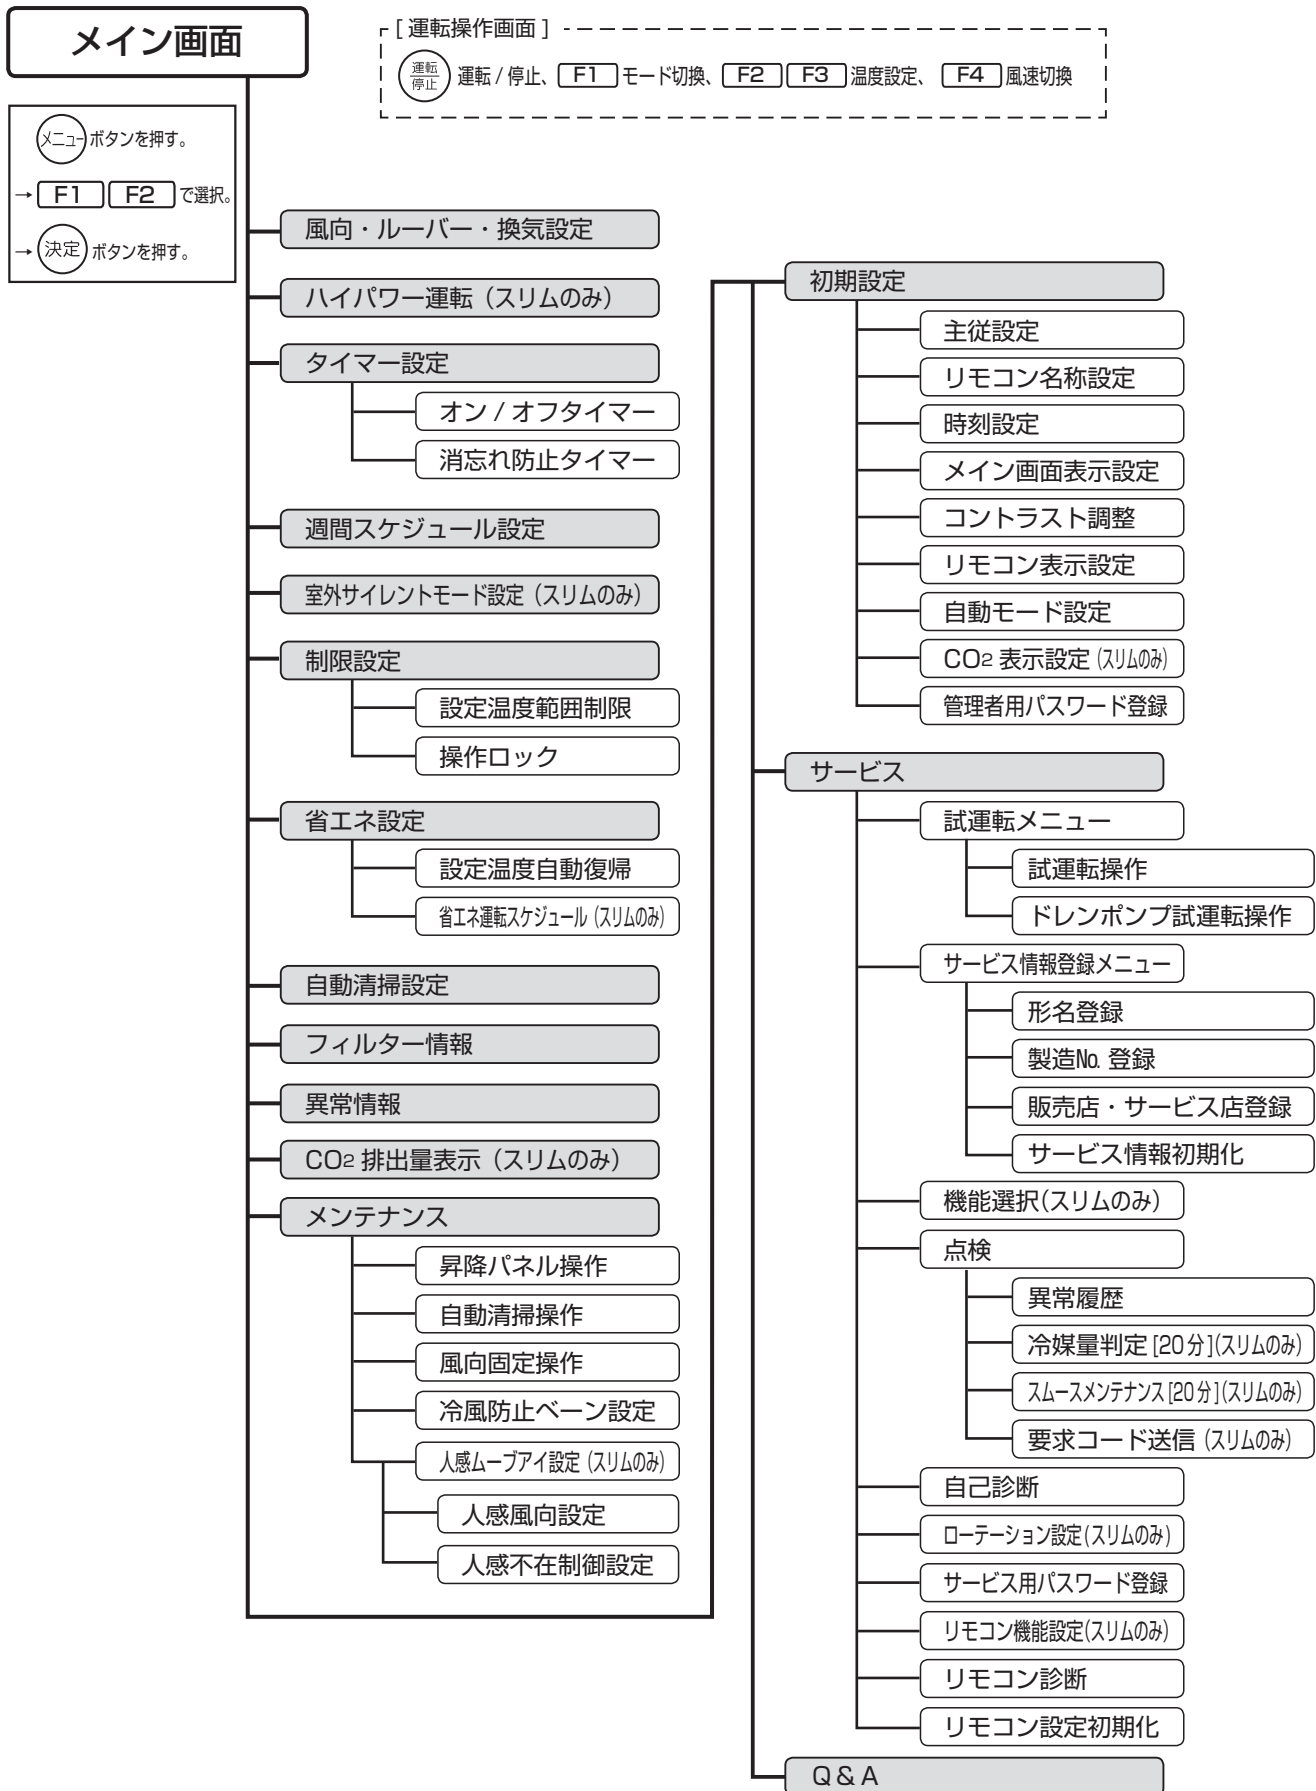 メイン画面
[ 運転操作画面 ]
運転
停止
運転 / 停止、 F1 モード切換、 F2 F3 温度設定、 F4 風速切換
メニュー ボタンを押す。
→ F1 F2 で選択。
→ 決定 ボタンを押す。
風向・ルーバー・換気設定
ハイパワー運転（スリムのみ）
タイマー設定
オン / オフタイマー
消忘れ防止タイマー
週間スケジュール設定
室外サイレントモード設定（スリムのみ）
制限設定
設定温度範囲制限
操作ロック
省エネ設定
設定温度自動復帰
省エネ運転スケジュール（スリムのみ）
自動清掃設定
フィルター情報
異常情報
CO2 排出量表示（スリムのみ）
メンテナンス
昇降パネル操作
自動清掃操作
風向固定操作
冷風防止ベーン設定
人感ムーブアイ設定（スリムのみ）
人感風向設定
人感不在制御設定
初期設定
主従設定
リモコン名称設定
時刻設定
メイン画面表示設定
コントラスト調整
リモコン表示設定
自動モード設定
CO2 表示設定（スリムのみ）
管理者用パスワード登録
サービス
試運転メニュー
試運転操作
ドレンポンプ試運転操作
サービス情報登録メニュー
形名登録
製造No. 登録
販売店・サービス店登録
サービス情報初期化
機能選択(スリムのみ)
点検
異常履歴
冷媒量判定 [20分](スリムのみ)
スムースメンテナンス[20分](スリムのみ)
要求コード送信（スリムのみ）
自己診断
ローテーション設定(スリムのみ)
サービス用パスワード登録
リモコン機能設定(スリムのみ)
リモコン診断
リモコン設定初期化
Q & A